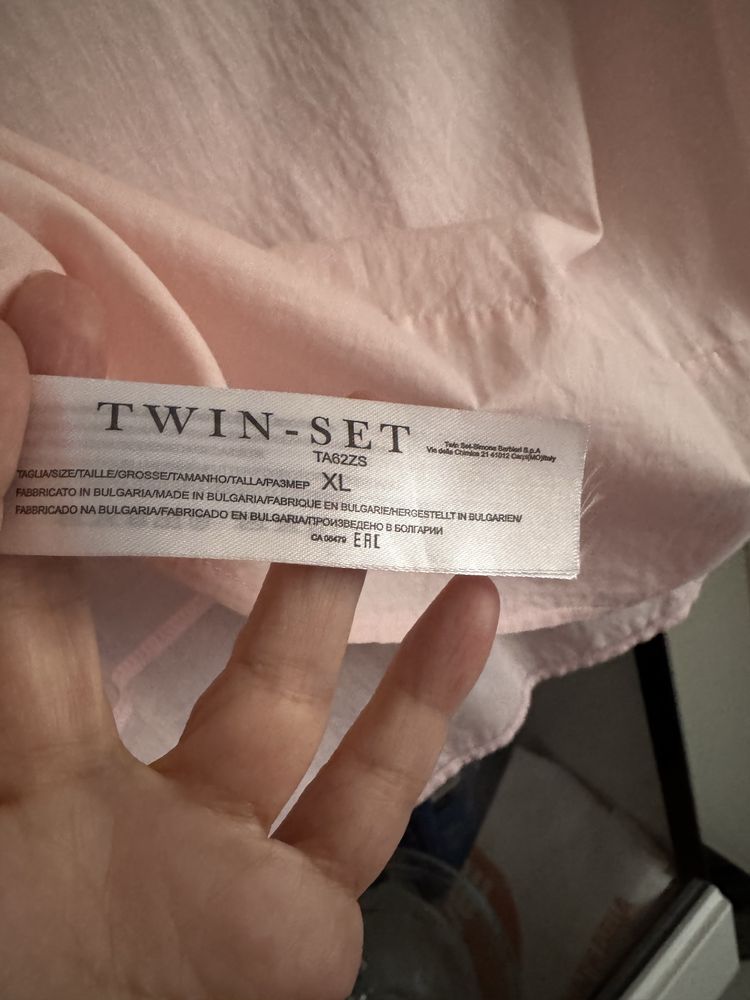 TWIN-SET
TA62ZS
Twin Set-Simona Barbieri S.p.A
Via della Chimica 21 41012 Carpi(MO)Italy
TAGLIA/SIZE/TAILLE/GROSSE/TAMANHO/TALLA/РАЗМЕР XL
FABBRICATO IN BULGARIA/MADE IN BULGARIA/FABRIQUE EN BULGARIE/HERGESTELLT IN BULGARIEN/
FABBRICADO NA BULGARIA/FABRICADO EN BULGARIA/ПРОИЗВЕДЕНО В БОЛГАРИИ
CA 06479 EAC